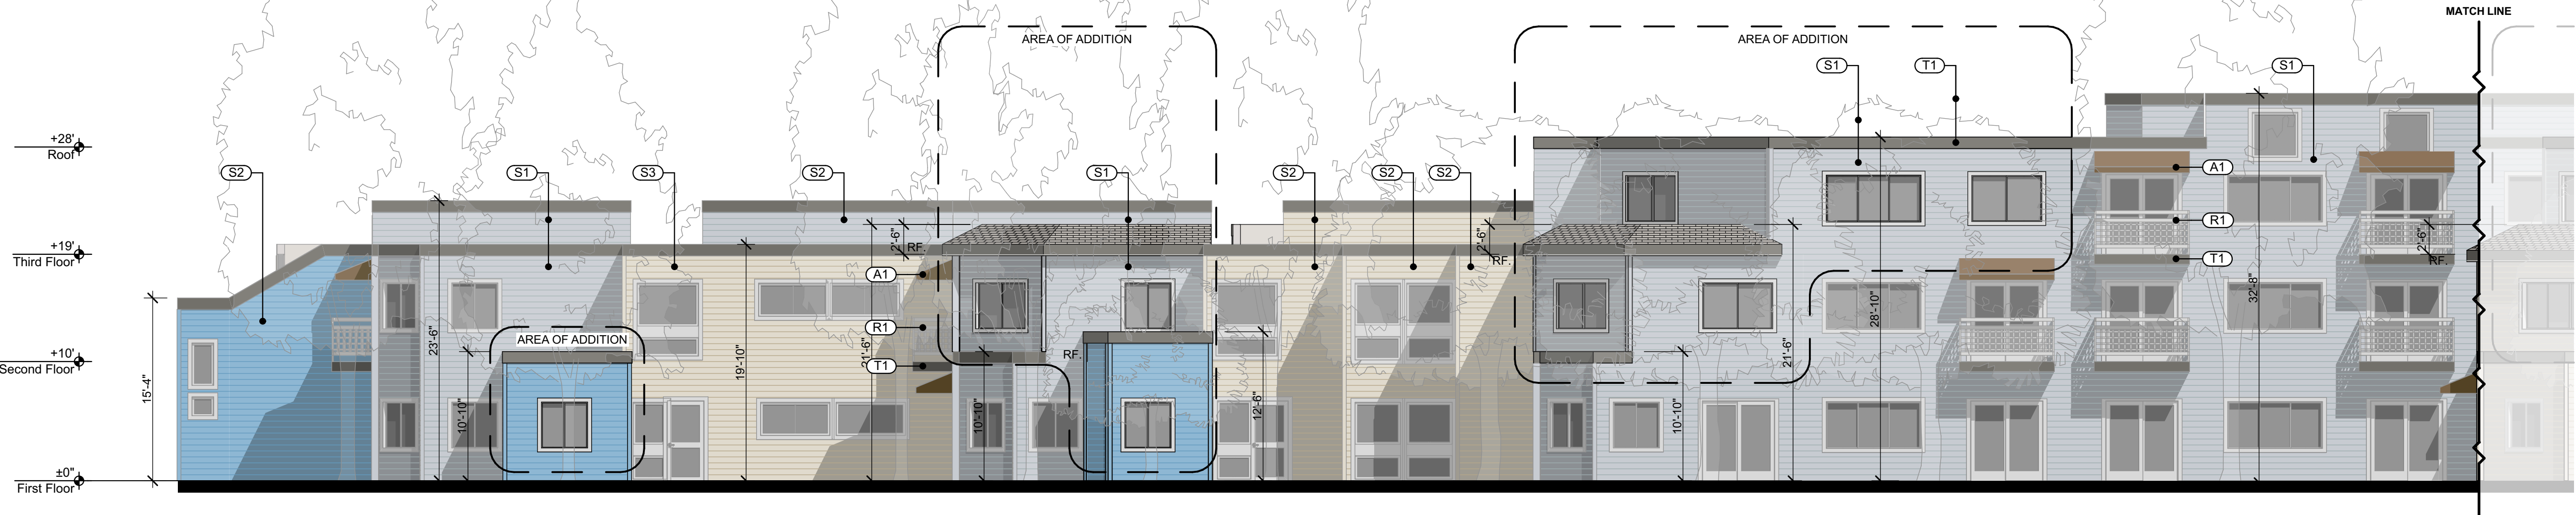 MATCH LINE
AREA OF ADDITION
AREA OF ADDITION
S1
T1
S1
+28'
Roof
S2
S1
S3
S2
S1
S2
S2
S2
A1
R1
T1
+19'
Third Floor
2'-6"
RF.
2'-6"
RF.
2'-6"
RF.
A1
R1
T1
23'-6"
19'-10"
21'-6"
28'-10"
21'-6"
32'-8"
AREA OF ADDITION
RF.
+10'
Second Floor
15'-4"
10'-10"
10'-10"
12'-6"
10'-10"
±0"
First Floor